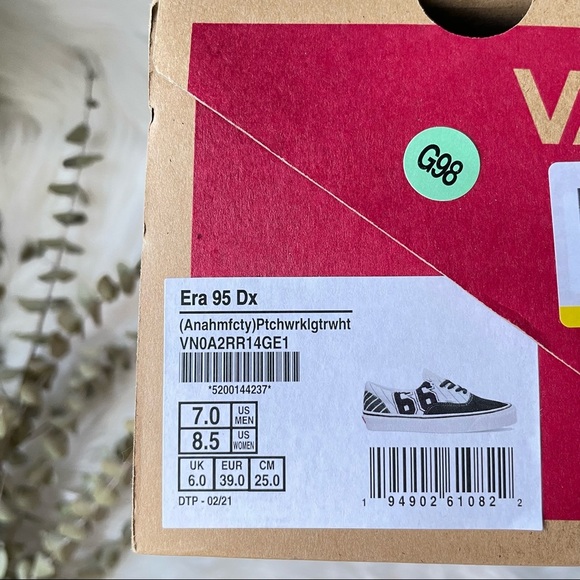 VA
G98
Era 95 Dx
(Anahmfcty)Ptchwrklgtrwht
VN0A2RR14GE1
*5200144237*
7.0 US MEN
8.5 US WOMEN
UK 6.0 EUR 39.0 CM 25.0
DTP - 02/21
66
1 94902 61082 2